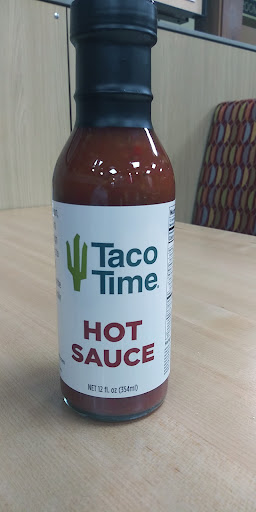 Taco
Time®
HOT
SAUCE
NET 12 fl. oz (354ml)